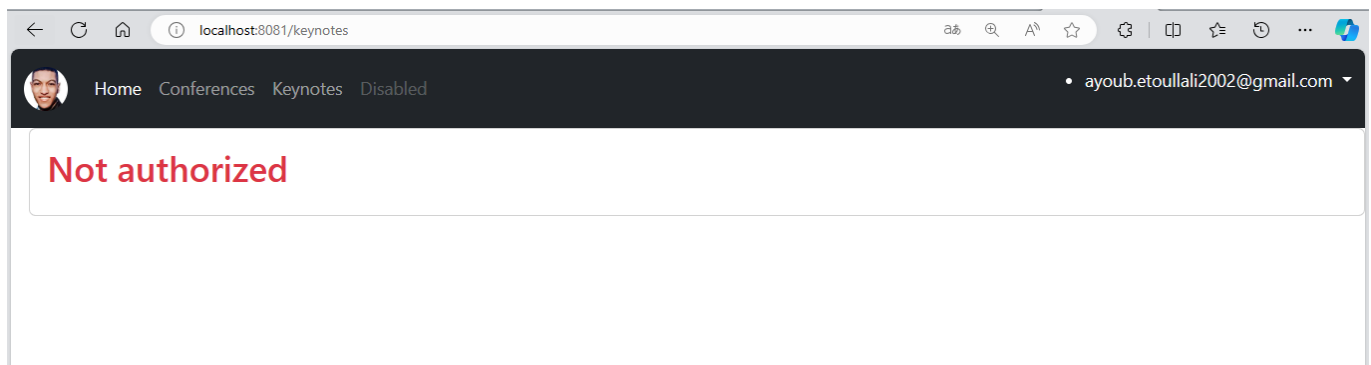 localhost:8081/keynotes
Home Conferences Keynotes Disabled
• ayoub.etoullali2002@gmail.com
Not authorized